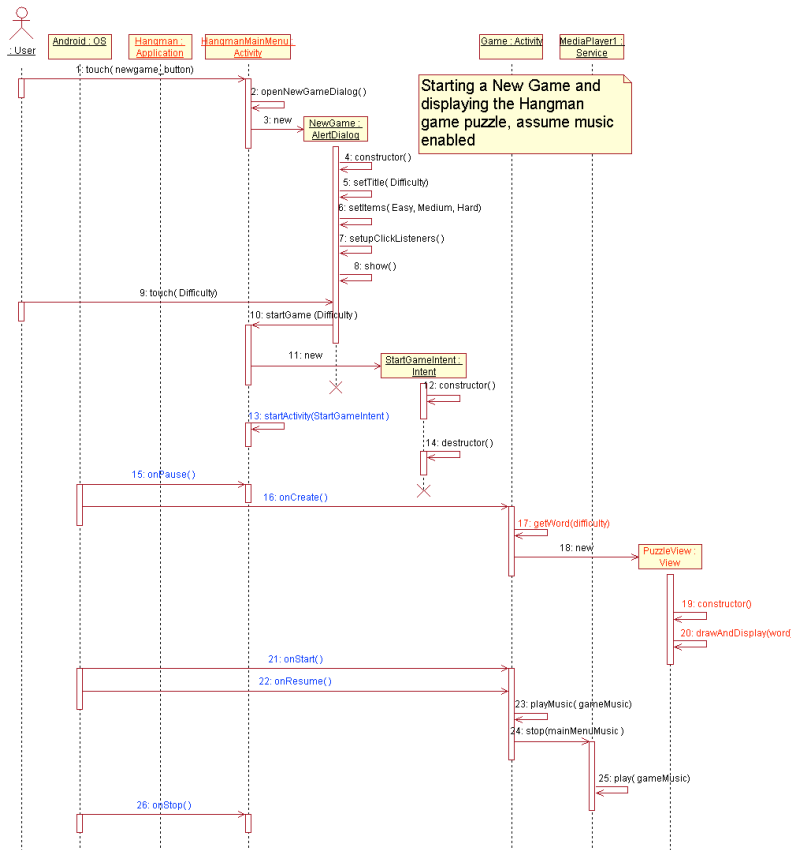 : User
Android : OS
Hangman :
Application
HangmanMainMenu :
Activity
Game : Activity
MediaPlayer1 :
Service
Starting a New Game and
displaying the Hangman
game puzzle, assume music
enabled
1: touch( newgame_button)
2: openNewGameDialog( )
3: new
NewGame :
AlertDialog
4: constructor( )
5: setTitle( Difficulty)
6: setItems( Easy, Medium, Hard)
7: setupClickListeners( )
8: show( )
9: touch( Difficulty)
10: startGame (Difficulty )
11: new
StartGameIntent :
Intent
12: constructor( )
13: startActivity(StartGameIntent )
14: destructor( )
15: onPause( )
16: onCreate( )
17: getWord(difficulty)
18: new
PuzzleView :
View
19: constructor()
20: drawAndDisplay(word)
21: onStart( )
22: onResume( )
23: playMusic( gameMusic)
24: stop(mainMenuMusic )
25: play( gameMusic)
26: onStop( )